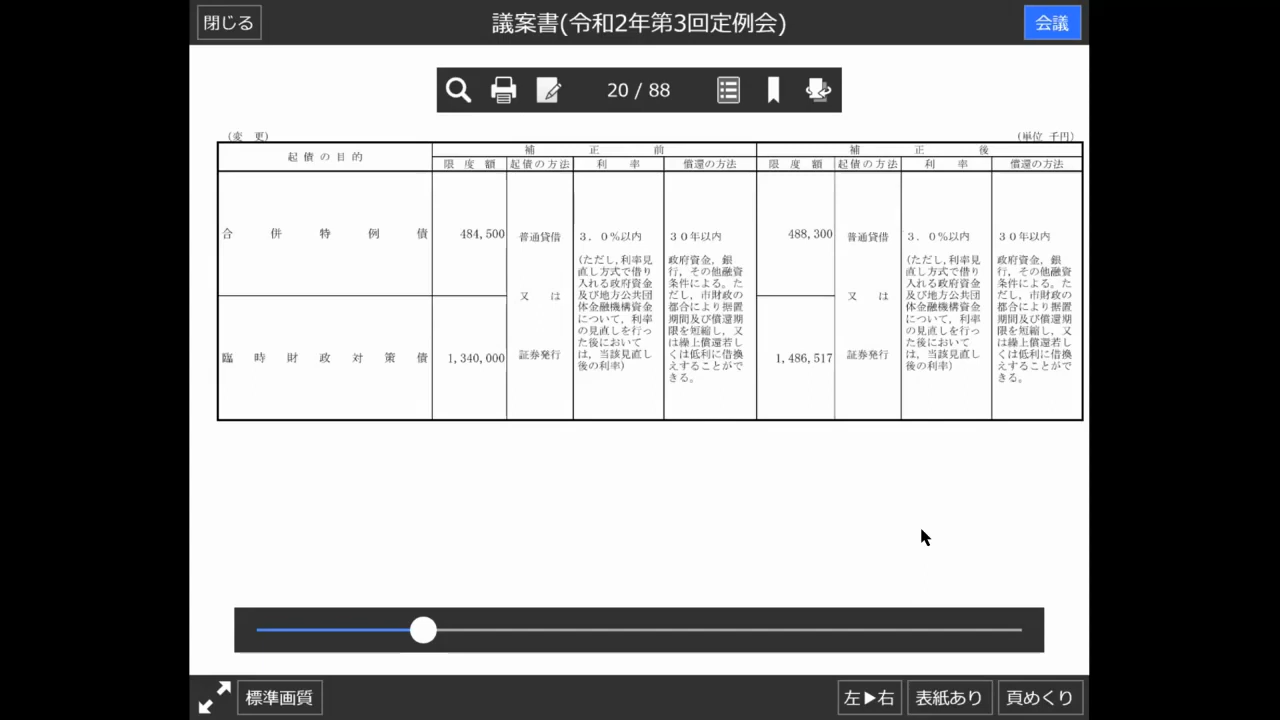 閉じる
議案書(令和2年第3回定例会)
会議
20 / 88
(変 更)
(単位 千円)
起債の目的
補正前
補正後
限度額 起債の方法 利率 償還の方法 限度額 起債の方法 利率 償還の方法
合併特例債
484,500
普通貸借
又は
証券発行
3.0%以内
(ただし,利率見
直し方式で借り
入れる政府資金
及び地方公共団
体金融機構資金
について,利率
の見直しを行っ
た後において
は,当該見直し
後の利率)
30年以内
政府資金,銀
行,その他融資
条件による。た
だし,市財政の
都合により据置
期間及び償還期
限を短縮し,又
は繰上償還若し
くは低利に借換
えすることがで
きる。
488,300
普通貸借
又は
証券発行
3.0%以内
(ただし,利率見
直し方式で借り
入れる政府資金
及び地方公共団
体金融機構資金
について,利率
の見直しを行っ
た後において
は,当該見直し
後の利率)
30年以内
政府資金,銀
行,その他融資
条件による。た
だし,市財政の
都合により据置
期間及び償還期
限を短縮し,又
は繰上償還若し
くは低利に借換
えすることがで
きる。
臨時財政対策債
1,340,000
1,486,517
標準画質
左▶右
表紙あり
頁めくり